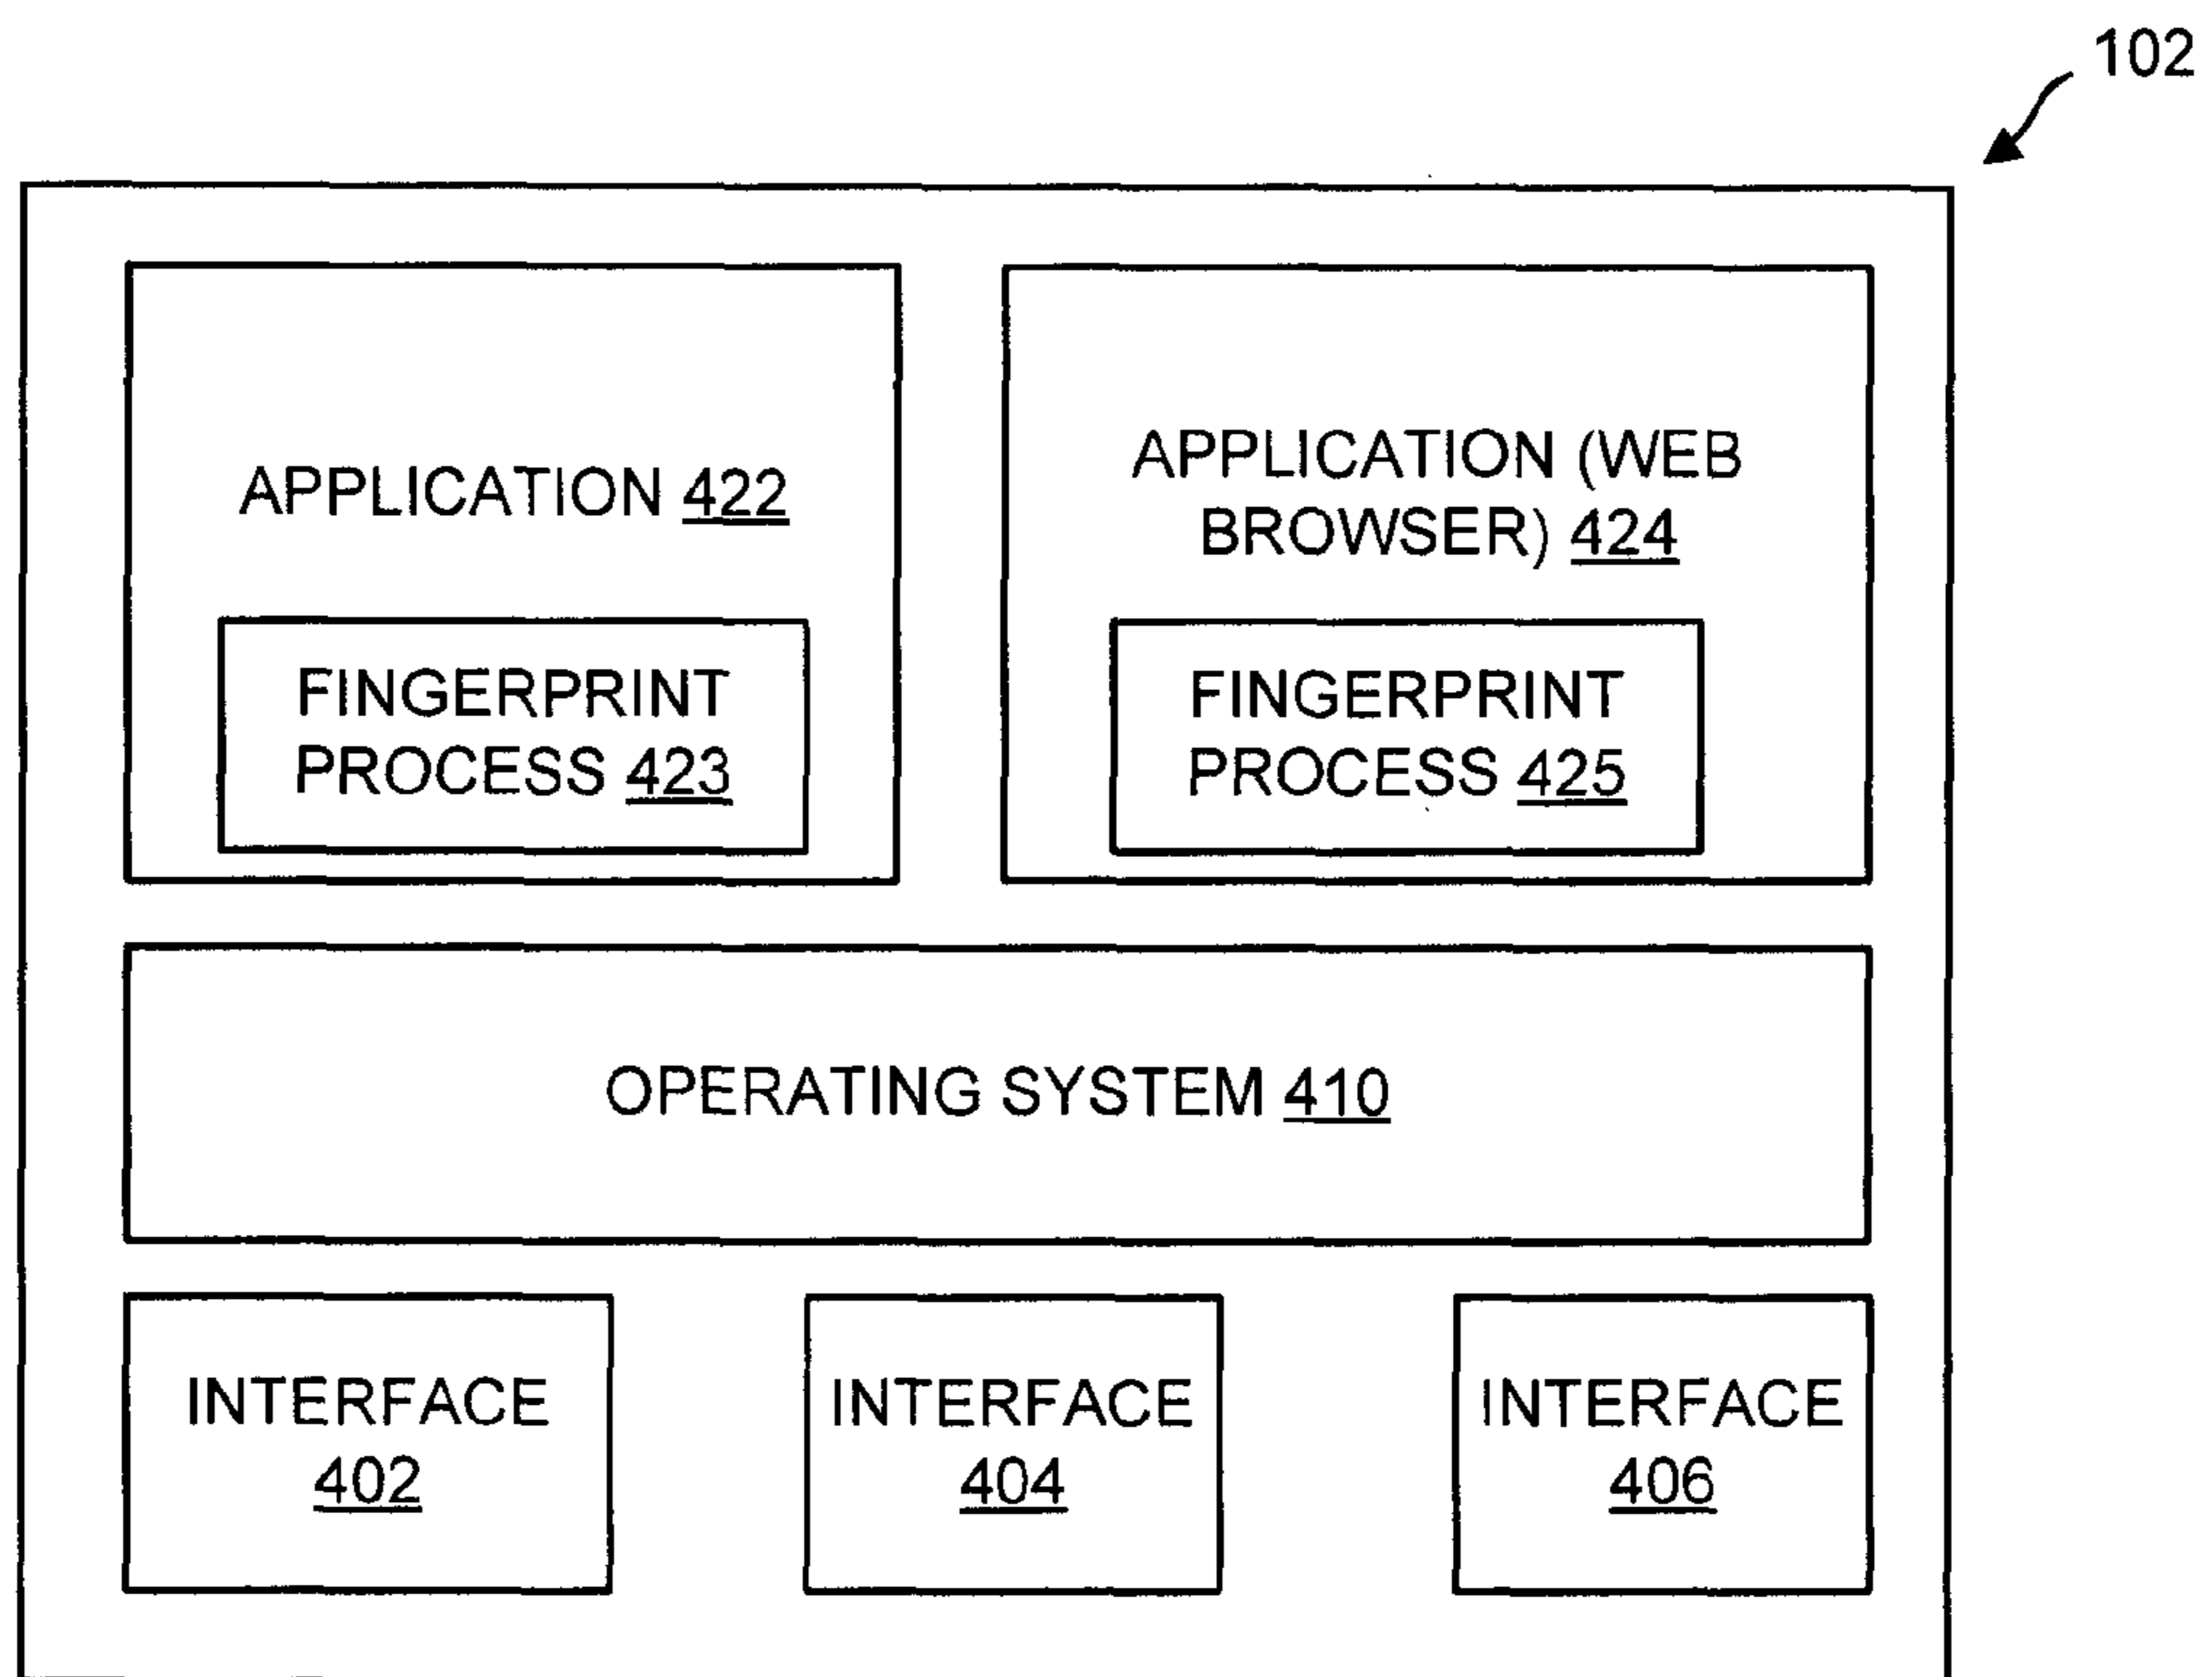 102
APPLICATION 422
APPLICATION (WEB
BROWSER) 424
FINGERPRINT
PROCESS 423
FINGERPRINT
PROCESS 425
OPERATING SYSTEM 410
INTERFACE
402
INTERFACE
404
INTERFACE
406